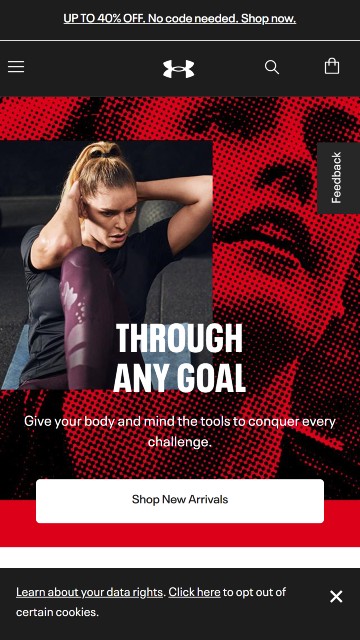 UP TO 40% OFF. No code needed. Shop now.
Feedback
THROUGH
ANY GOAL
Give your body and mind the tools to conquer every
challenge.
Shop New Arrivals
Learn about your data rights. Click here to opt out of
certain cookies.